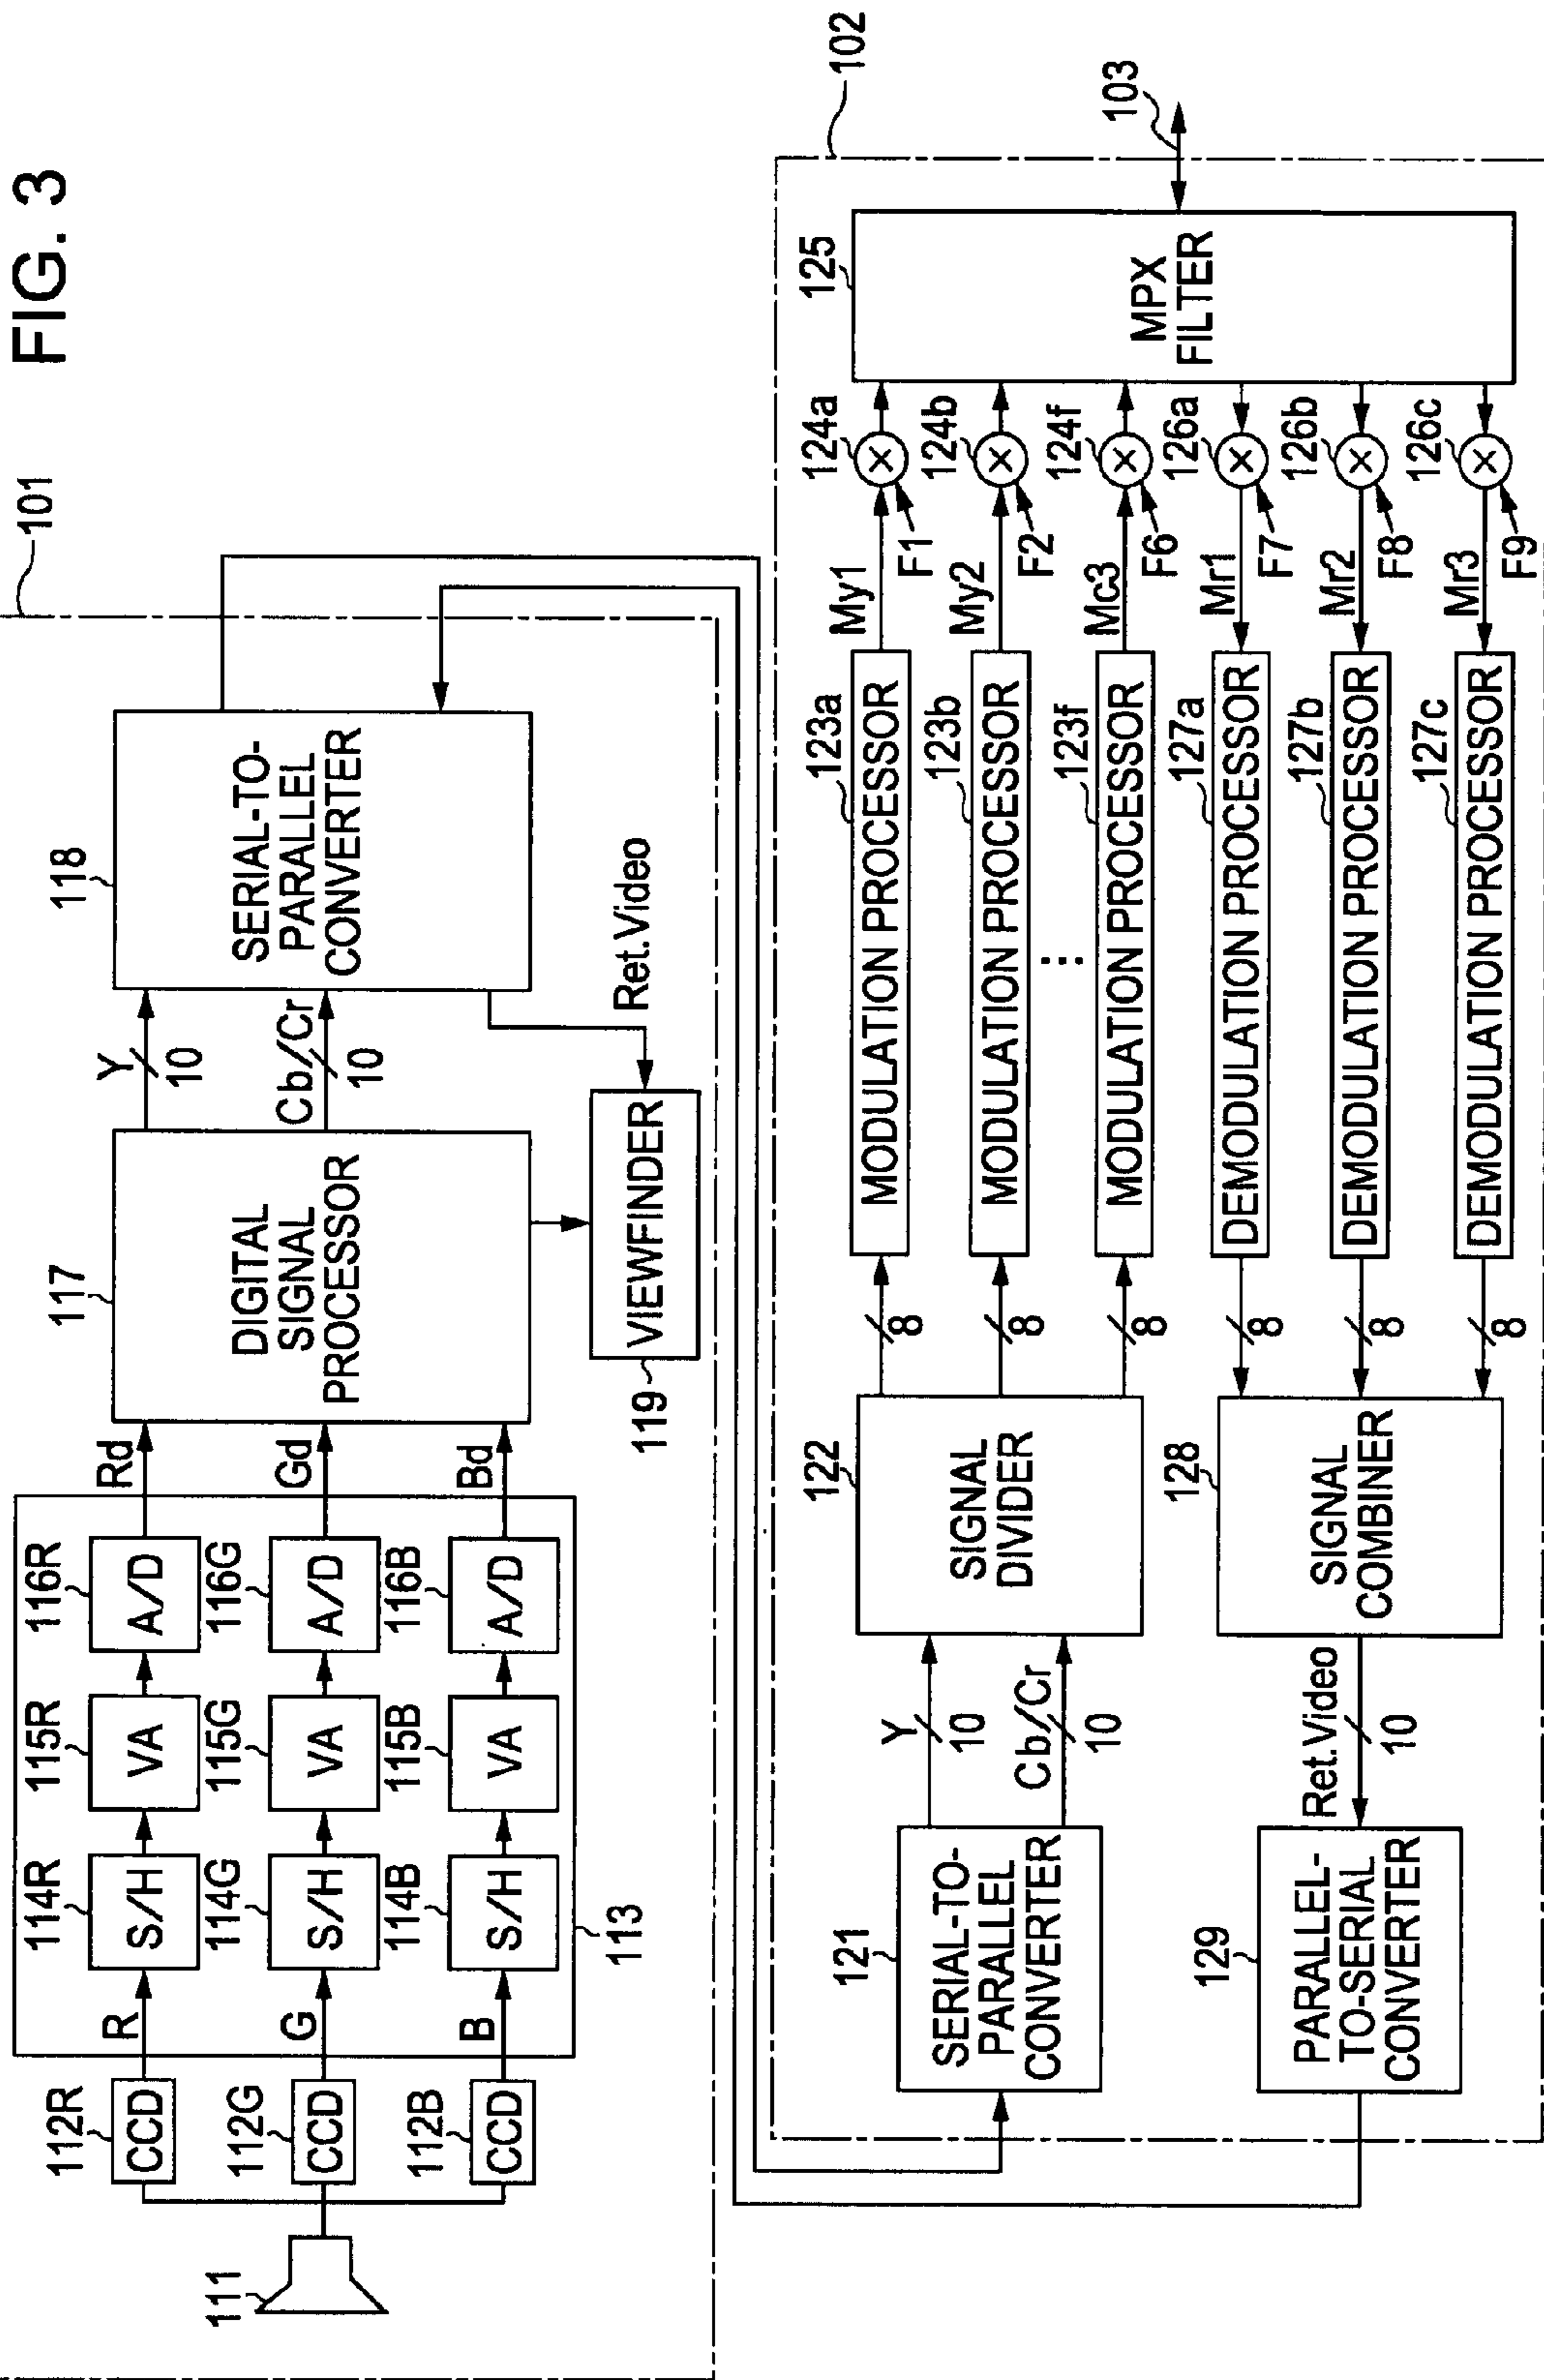 FIG. 3
101
111
112R
CCD
112G
CCD
112B
CCD
R
G
B
113
114R
S/H
115R
VA
116R
A/D
114G
S/H
115G
VA
116G
A/D
114B
S/H
115B
VA
116B
A/D
Rd
Gd
Bd
117
DIGITAL
SIGNAL
PROCESSOR
Y
10
Cb/Cr
10
118
SERIAL-TO-
PARALLEL
CONVERTER
119
VIEWFINDER
Ret.Video
102
121
SERIAL-TO-
PARALLEL
CONVERTER
Y
10
Cb/Cr
10
122
SIGNAL
DIVIDER
8
8
8
123a
MODULATION PROCESSOR
My1
124a
F1
123b
MODULATION PROCESSOR
My2
124b
F2
...
123f
MODULATION PROCESSOR
Mc3
124f
F6
125
MPX
FILTER
103
129
PARALLEL-
TO-SERIAL
CONVERTER
Ret.Video
10
128
SIGNAL
COMBINER
8
8
8
127a
DEMODULATION PROCESSOR
Mr1
126a
F7
127b
DEMODULATION PROCESSOR
Mr2
126b
F8
127c
DEMODULATION PROCESSOR
Mr3
126c
F9